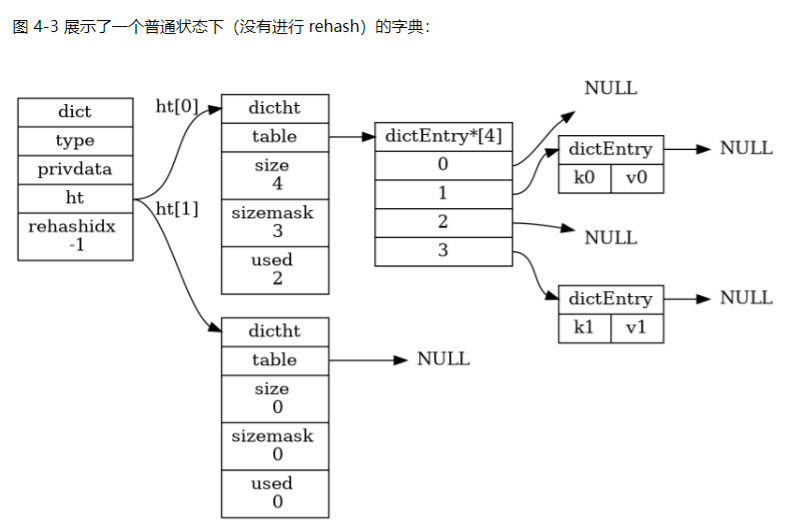 图 4-3 展示了一个普通状态下（没有进行 rehash）的字典：
dict
type
privdata
ht
rehashidx
-1
ht[0]
ht[1]
dictht
table
size
4
sizemask
3
used
2
dictht
table
size
0
sizemask
0
used
0
NULL
dictEntry*[4]
0
1
2
3
NULL
dictEntry
k0 v0
NULL
NULL
dictEntry
k1 v1
NULL